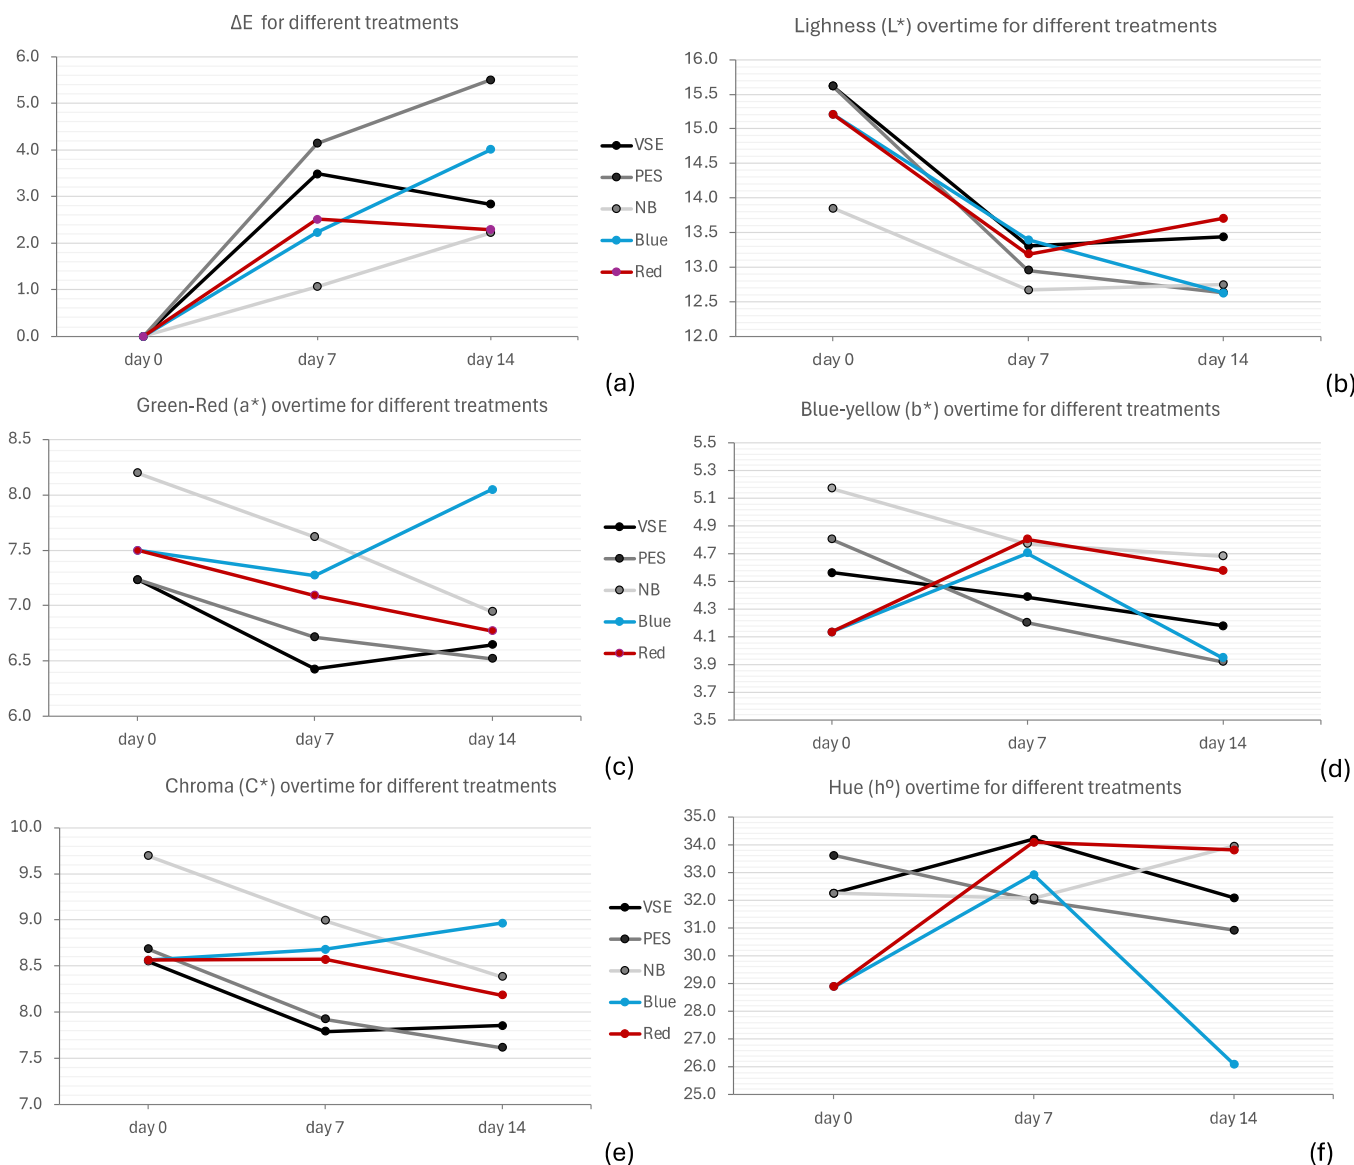 ΔE for different treatments
6.0
5.0
4.0
3.0
2.0
1.0
0.0
day 0
day 7
day 14
(a)
VSE
PES
NB
Blue
Red
Lighness (L*) overtime for different treatments
16.0
15.5
15.0
14.5
14.0
13.5
13.0
12.5
12.0
day 0
day 7
day 14
(b)
Green-Red (a*) overtime for different treatments
8.5
8.0
7.5
7.0
6.5
6.0
day 0
day 7
day 14
(c)
VSE
PES
NB
Blue
Red
Blue-yellow (b*) overtime for different treatments
5.5
5.3
5.1
4.9
4.7
4.5
4.3
4.1
3.9
3.7
3.5
day 0
day 7
day 14
(d)
Chroma (C*) overtime for different treatments
10.0
9.5
9.0
8.5
8.0
7.5
7.0
day 0
day 7
day 14
(e)
VSE
PES
NB
Blue
Red
Hue (hº) overtime for different treatments
35.0
34.0
33.0
32.0
31.0
30.0
29.0
28.0
27.0
26.0
25.0
day 0
day 7
day 14
(f)